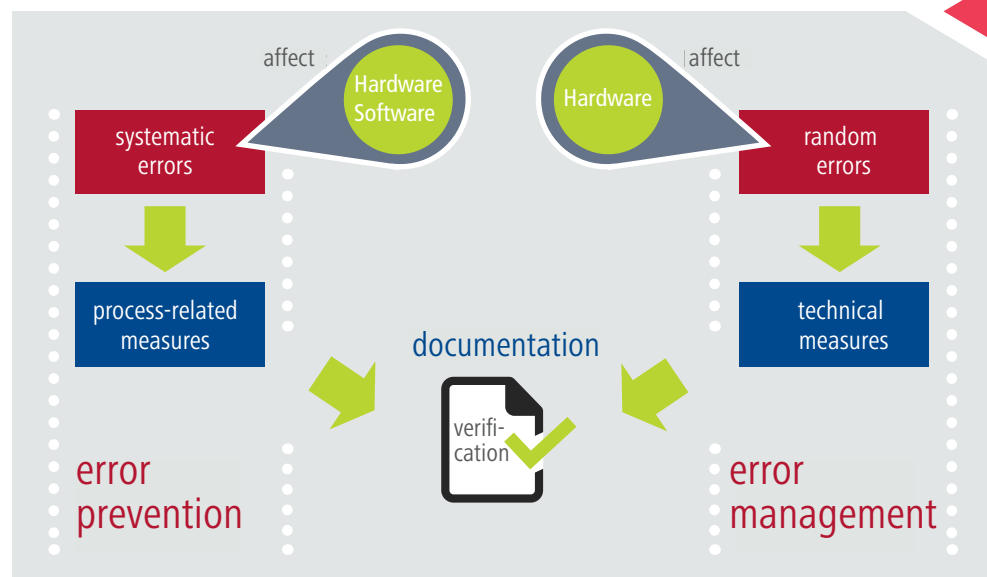 affect
Hardware
Software
systematic
errors
process-related
measures
error
prevention
affect
Hardware
random
errors
technical
measures
error
management
documentation
verifi-
cation